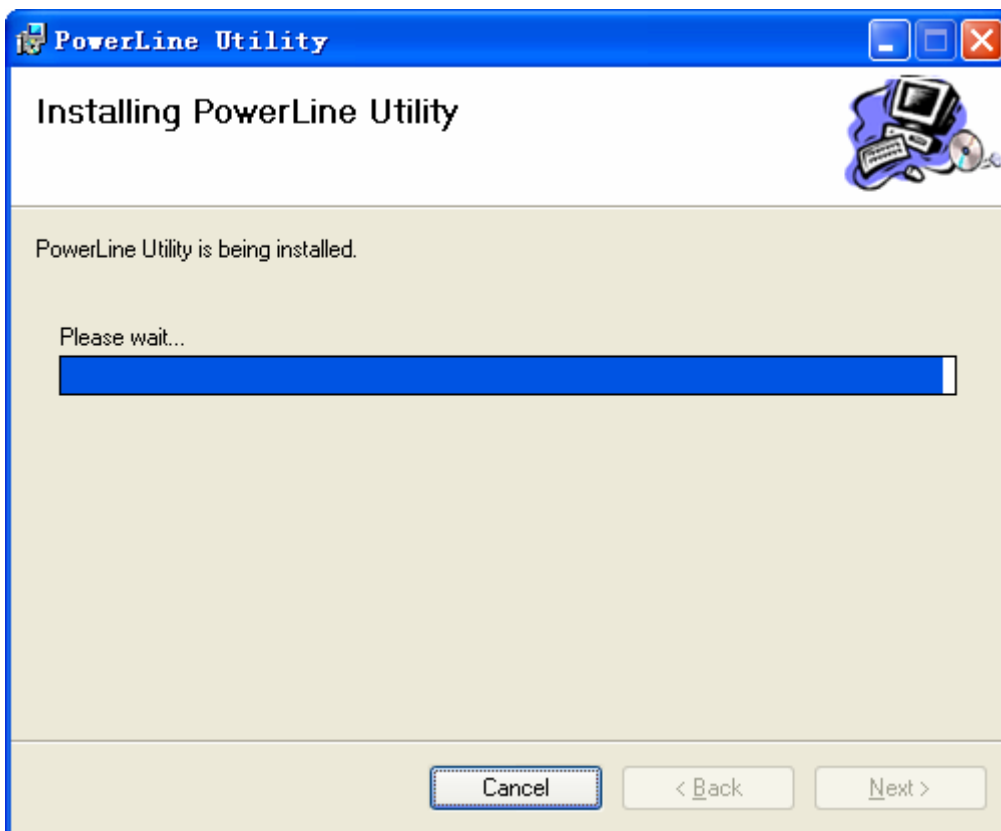 PowerLine Utility
Installing PowerLine Utility
PowerLine Utility is being installed.
Please wait...
Cancel
< Back
Next >